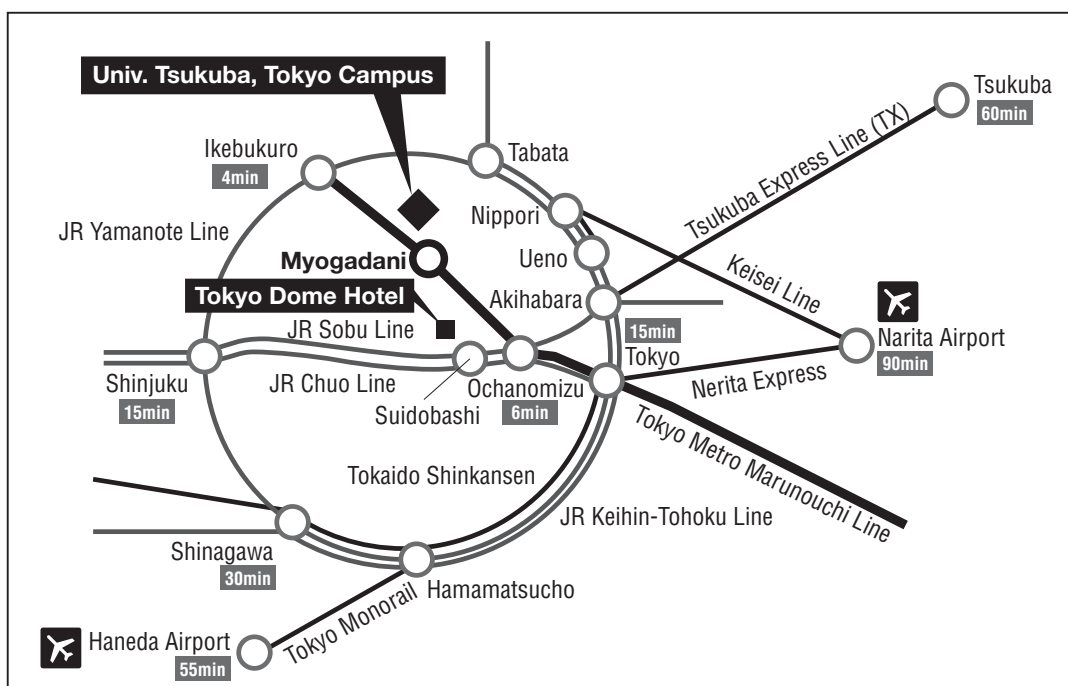 Univ. Tsukuba, Tokyo Campus
Tsukuba
60min
Ikebukuro
4min
Tabata
Tsukuba Express Line (TX)
JR Yamanote Line
Nippori
Ueno
Keisei Line
Myogadani
Tokyo Dome Hotel
Akihabara
JR Sobu Line
15min
Narita Airport
90min
Tokyo
Shinjuku
15min
JR Chuo Line
Ochanomizu
6min
Nerita Express
Suidobashi
Tokyo Metro Marunouchi Line
Tokaido Shinkansen
JR Keihin-Tohoku Line
Shinagawa
30min
Hamamatsucho
Tokyo Monorail
Haneda Airport
55min